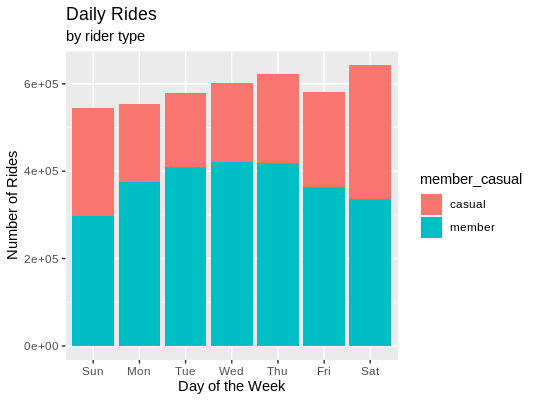 Daily Rides
by rider type
Number of Rides
6e+05
4e+05
2e+05
0e+00
Sun Mon Tue Wed Thu Fri Sat
Day of the Week
member_casual
casual
member